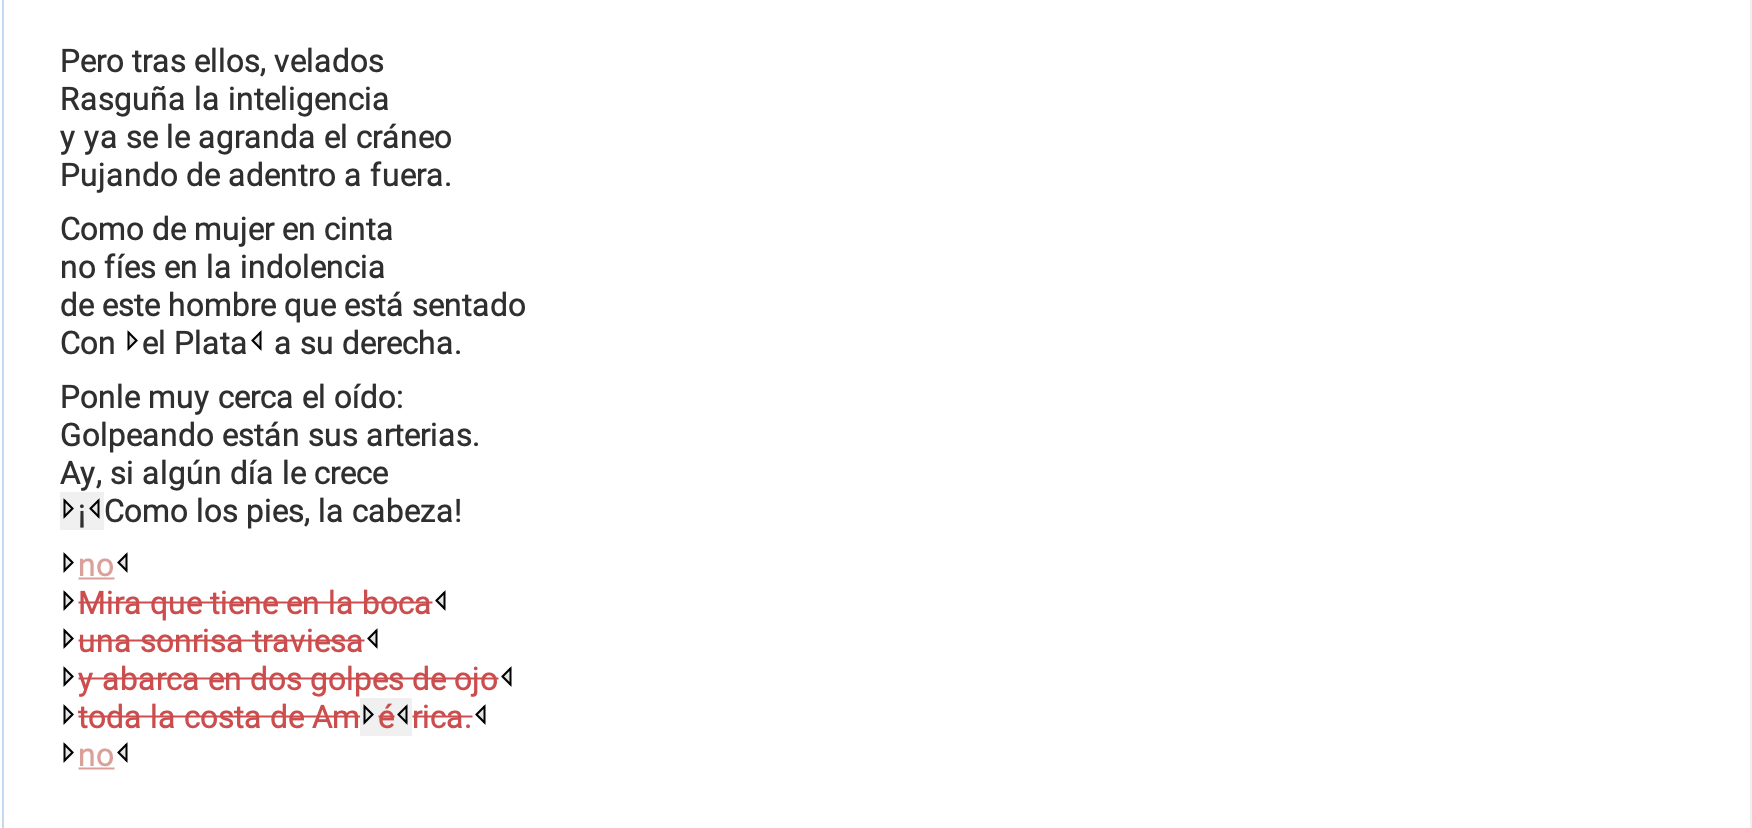 Pero tras ellos, velados
Rasguña la inteligencia
y ya se le agranda el cráneo
Pujando de adentro a fuera.
Como de mujer en cinta
no fíes en la indolencia
de este hombre que está sentado
Con el Plata a su derecha.
Ponle muy cerca el oído:
Golpeando están sus arterias.
Ay, si algún día le crece
¡Como los pies, la cabeza!
no
Mira que tiene en la boca
una sonrisa traviesa
y abarca en dos golpes de ojo
toda la costa de América.
no